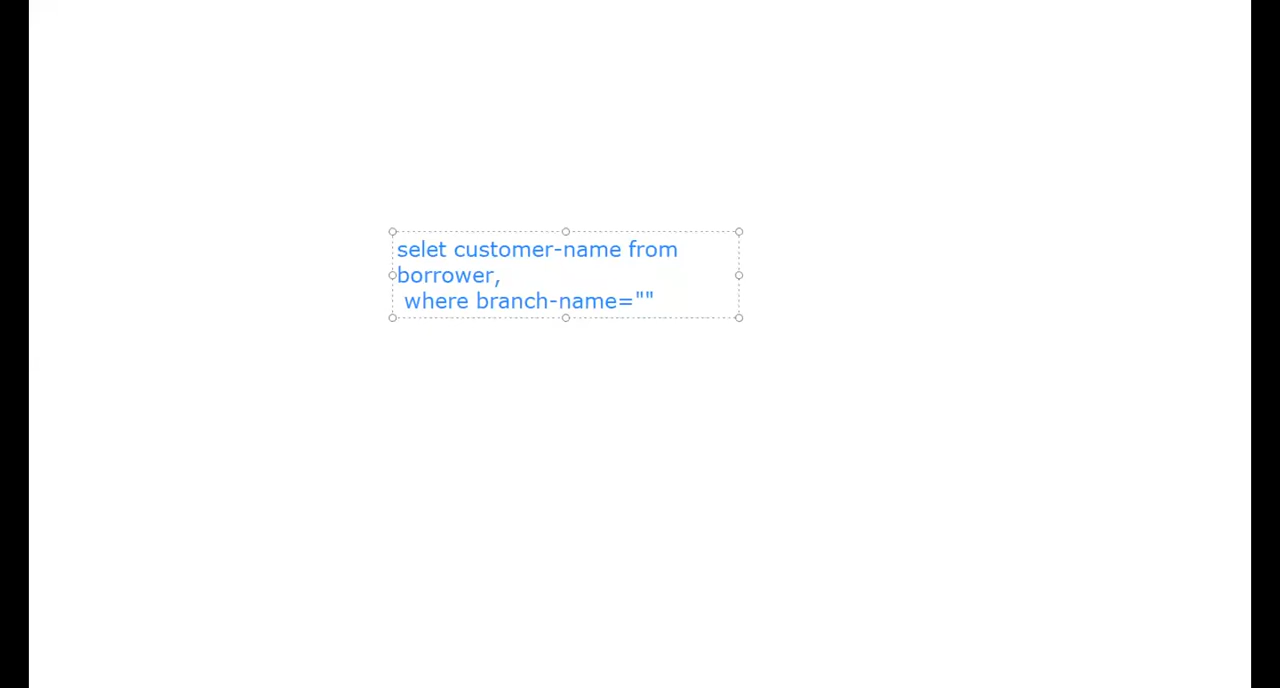 selet customer-name from
borrower,
where branch-name=""